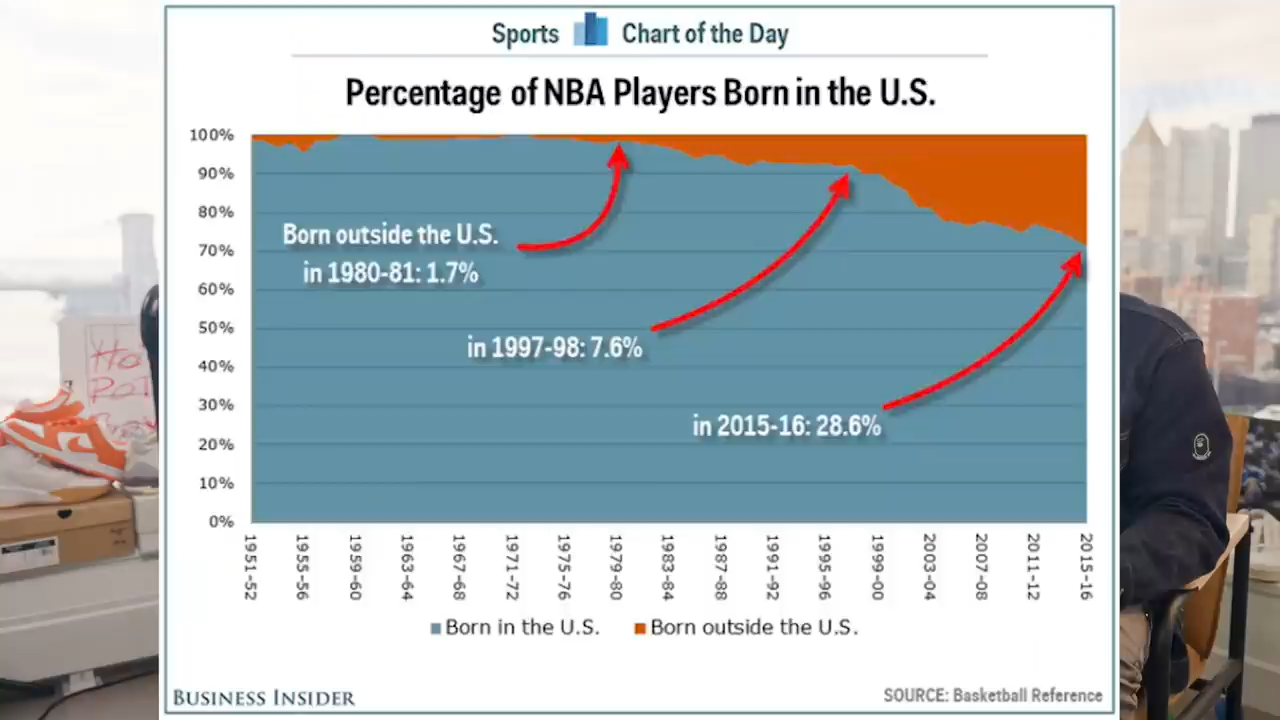 Sports Chart of the Day
Percentage of NBA Players Born in the U.S.
100%
90%
80%
70%
60%
50%
40%
30%
20%
10%
0%
Born outside the U.S.
in 1980-81: 1.7%
in 1997-98: 7.6%
in 2015-16: 28.6%
1951-52
1955-56
1959-60
1963-64
1967-68
1971-72
1975-76
1979-80
1983-84
1987-88
1991-92
1995-96
1999-00
2003-04
2007-08
2011-12
2015-16
Born in the U.S.
Born outside the U.S.
BUSINESS INSIDER
SOURCE: Basketball Reference